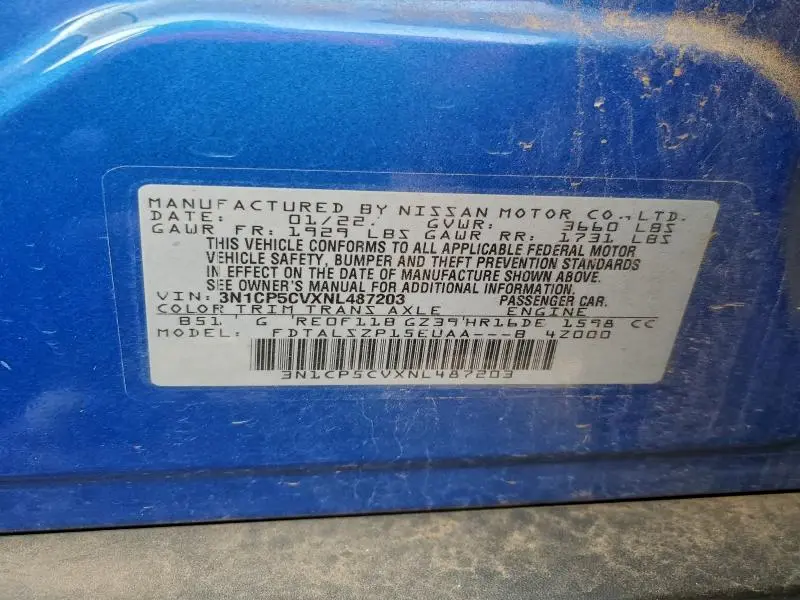 MANUFACTURED BY NISSAN MOTOR CO., LTD.
DATE: 01/22. GVWR: 3660 LBS
GAWR FR: 1929 LBS GAWR RR: 1731 LBS
THIS VEHICLE CONFORMS TO ALL APPLICABLE FEDERAL MOTOR
VEHICLE SAFETY, BUMPER AND THEFT PREVENTION STANDARDS
IN EFFECT ON THE DATE OF MANUFACTURE SHOWN ABOVE.
SEE OWNER'S MANUAL FOR ADDITIONAL INFORMATION.
VIN: 3N1CP5CVXNL487203 PASSENGER CAR.
COLOR TRIM TRANS AXLE ENGINE
B51 G RE0F11B GZ39 HR16DE 1598 CC
MODEL: FDTALSZP15EUAA---B 4Z000
3N1CP5CVXNL487203